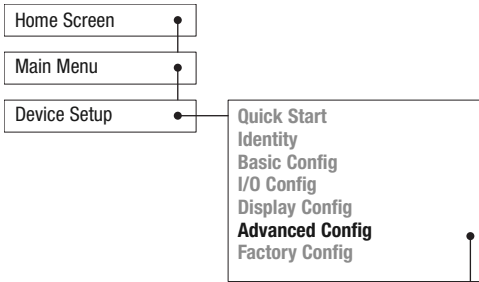 Home Screen
Main Menu
Device Setup
Quick Start
Identity
Basic Config
I/O Config
Display Config
Advanced Config
Factory Config